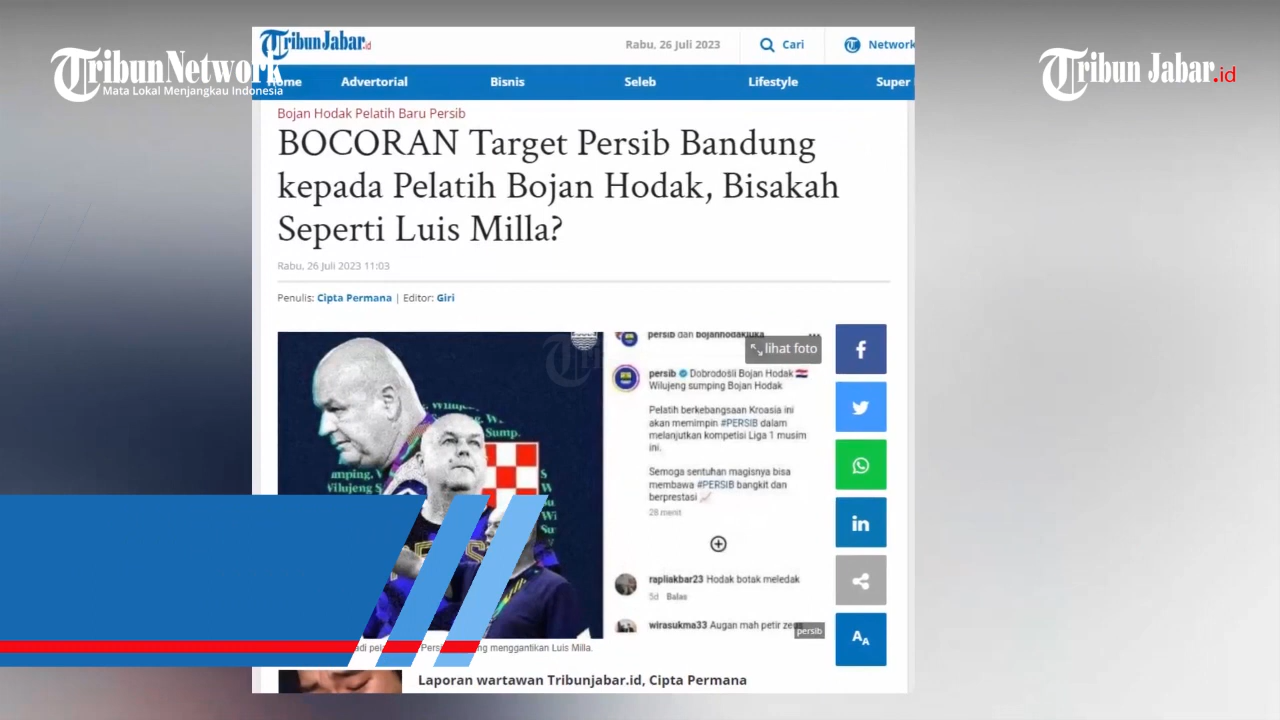 TribunNetwork
Mata Lokal Menjangkau Indonesia
Tribun Jabar.id
TribunJabar.id
Rabu, 26 Juli 2023
Cari
Network
Home
Advertorial
Bisnis
Seleb
Lifestyle
Super
Bojan Hodak Pelatih Baru Persib
BOCORAN Target Persib Bandung
kepada Pelatih Bojan Hodak, Bisakah
Seperti Luis Milla?
Rabu, 26 Juli 2023 11:03
Penulis: Cipta Permana | Editor: Giri
persib dan bojanhodakjuka
lihat foto
persib Dobrodošli Bojan Hodak
Wilujeng sumping Bojan Hodak
Pelatih berkebangsaan Kroasia ini
akan memimpin #PERSIB dalam
melanjutkan kompetisi Liga 1 musim
ini.
Semoga sentuhan magisnya bisa
membawa #PERSIB bangkit dan
berprestasi
28 menit
rapliakbar23 Hodak botak meledak
5d Balas
wirasukma33 Augan mah petir zeus
persib
menggantikan Luis Milla.
Laporan wartawan Tribunjabar.id, Cipta Permana